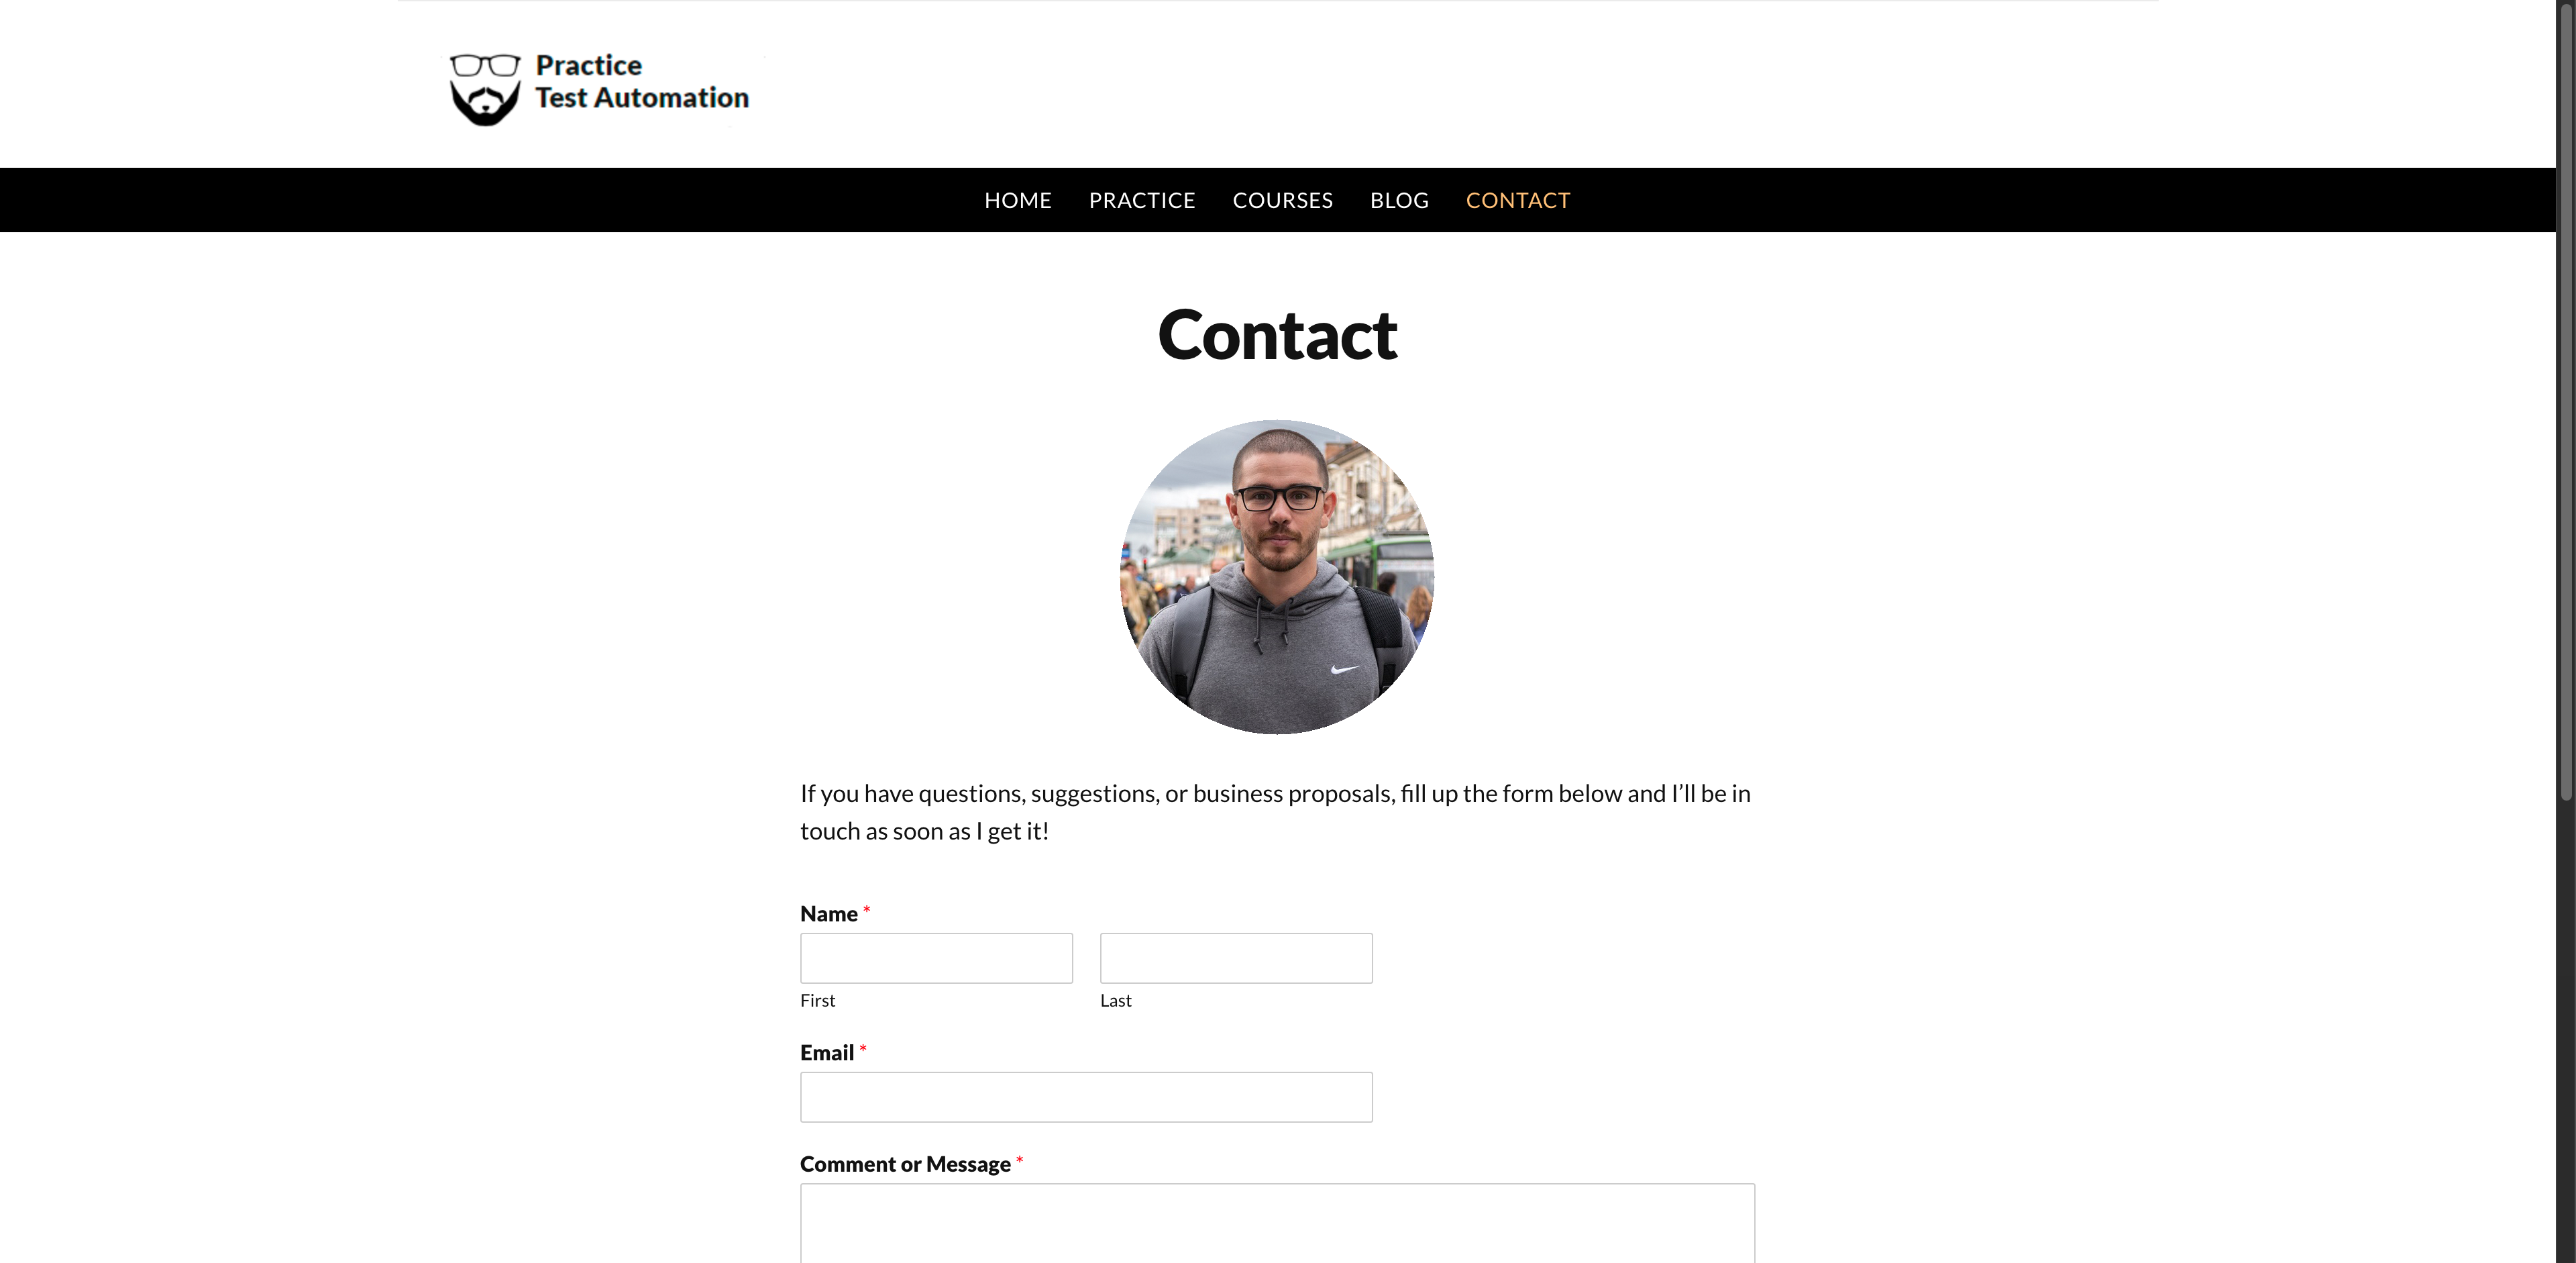 Practice
Test Automation
HOME PRACTICE COURSES BLOG CONTACT
Contact
If you have questions, suggestions, or business proposals, fill up the form below and I’ll be in
touch as soon as I get it!
Name *
First Last
Email *
Comment or Message *